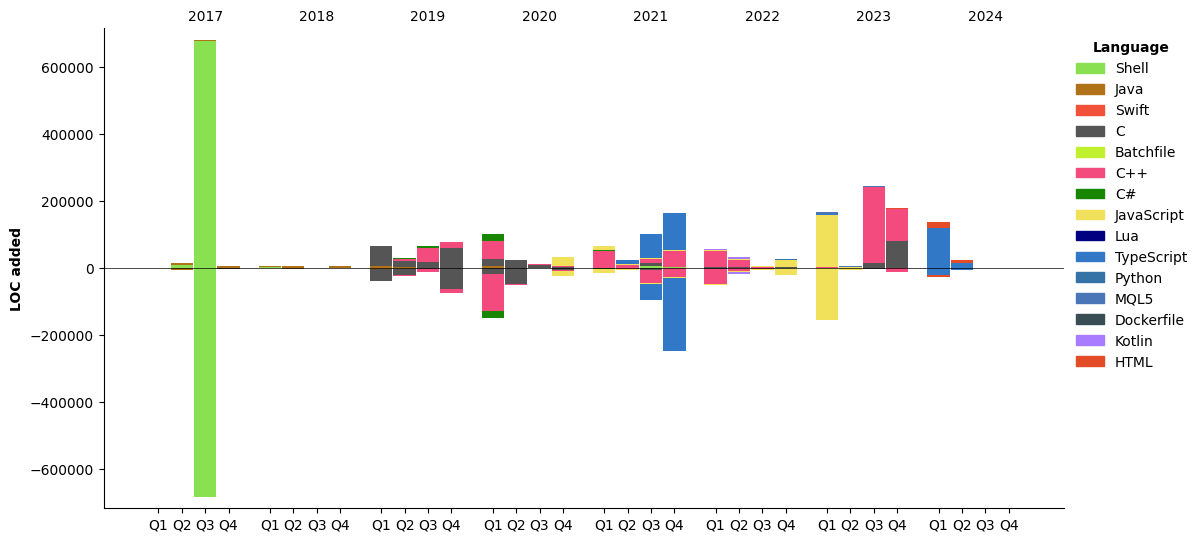 2017 2018 2019 2020 2021 2022 2023 2024
LOC added
600000
400000
200000
0
−200000
−400000
−600000
Q1 Q2 Q3 Q4 Q1 Q2 Q3 Q4 Q1 Q2 Q3 Q4 Q1 Q2 Q3 Q4 Q1 Q2 Q3 Q4 Q1 Q2 Q3 Q4 Q1 Q2 Q3 Q4 Q1 Q2 Q3 Q4
Language
Shell
Java
Swift
C
Batchfile
C++
C#
JavaScript
Lua
TypeScript
Python
MQL5
Dockerfile
Kotlin
HTML